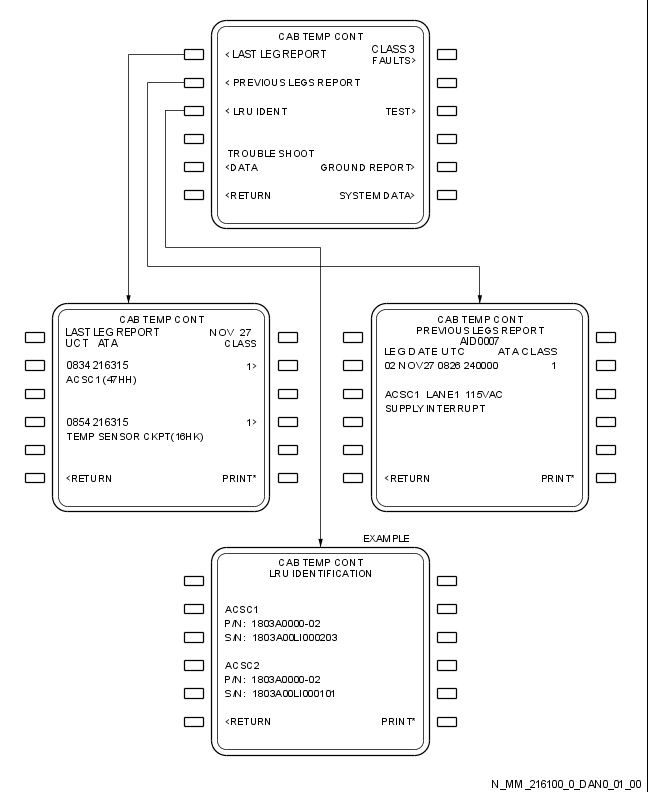 CAB TEMP CONT
<LAST LEG REPORT CLASS 3
FAULTS>
<PREVIOUS LEGS REPORT
<LRU IDENT TEST>
TROUBLE SHOOT
<DATA GROUND REPORT>
<RETURN SYSTEM DATA>
CAB TEMP CONT
LAST LEG REPORT NOV 27
UCT ATA CLASS
0834 216315 1>
ACSC1 (47HH)
0854 216315 1>
TEMP SENSOR CKPT(16HK)
<RETURN PRINT*
CAB TEMP CONT
PREVIOUS LEGS REPORT
AID0007
LEG DATE UTC ATA CLASS
02 NOV27 0826 240000 1
ACSC1 LANE1 115VAC
SUPPLY INTERRUPT
<RETURN PRINT*
EXAMPLE
CAB TEMP CONT
LRU IDENTIFICATION
ACSC1
P/N: 1803A0000-02
S/N: 1803A00LI000203
ACSC2
P/N: 1803A0000-02
S/N: 1803A00LI000101
<RETURN PRINT*
N_MM_216100_0_DAN0_01_00